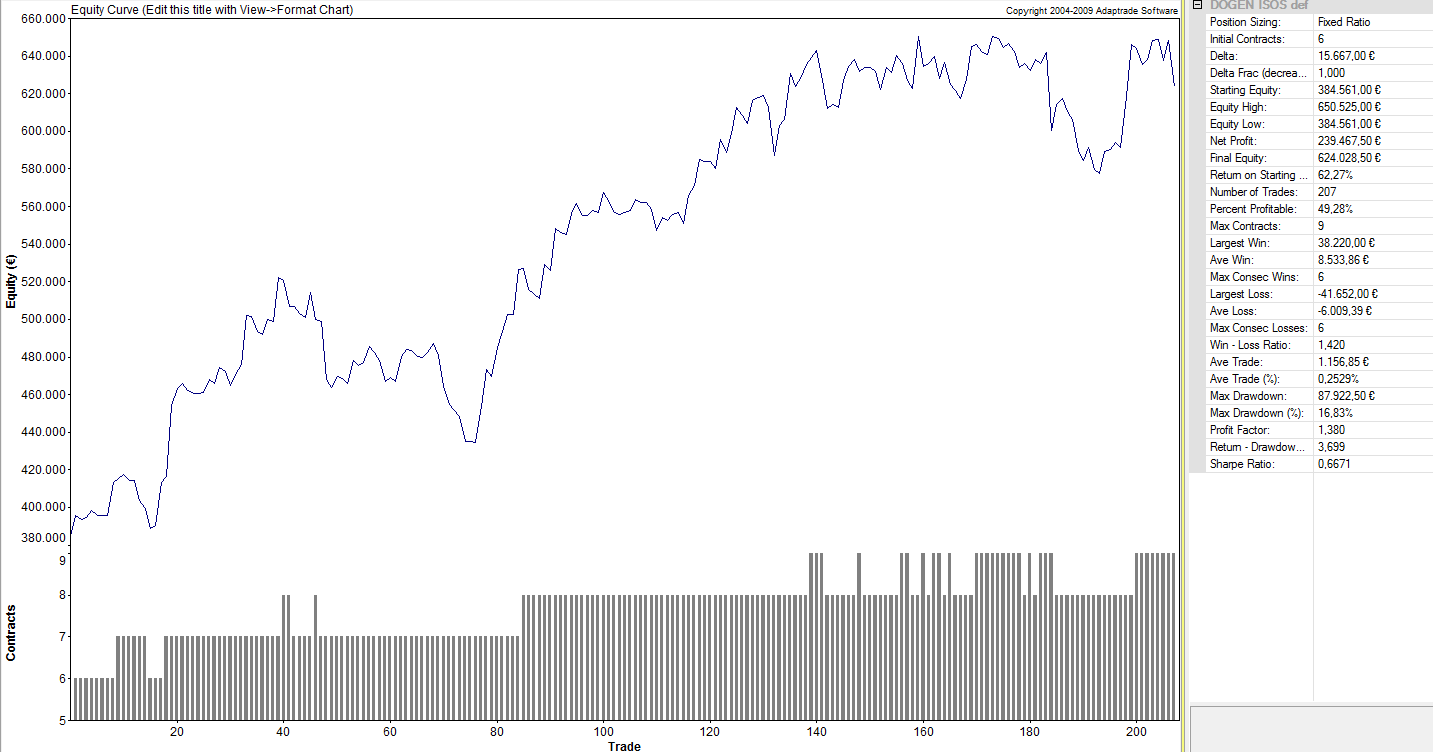 Equity Curve (Edit this title with View->Format Chart)
Copyright 2004-2009 Adaptrade Software
660.000
640.000
620.000
600.000
580.000
560.000
540.000
520.000
500.000
480.000
460.000
440.000
420.000
400.000
380.000
Equity (€)
9
8
7
6
5
Contracts
20
40
60
80
100
120
140
160
180
200
Trade
DOGEN ISOS def
Position Sizing: Fixed Ratio
Initial Contracts: 6
Delta: 15.667,00 €
Delta Frac (decrea... 1,000
Starting Equity: 384.561,00 €
Equity High: 650.525,00 €
Equity Low: 384.561,00 €
Net Profit: 239.467,50 €
Final Equity: 624.028,50 €
Return on Starting ... 62,27%
Number of Trades: 207
Percent Profitable: 49,28%
Max Contracts: 9
Largest Win: 38.220,00 €
Ave Win: 8.533,86 €
Max Consec Wins: 6
Largest Loss: -41.652,00 €
Ave Loss: -6.009,39 €
Max Consec Losses: 6
Win - Loss Ratio: 1,420
Ave Trade: 1.156,85 €
Ave Trade (%): 0,2529%
Max Drawdown: 87.922,50 €
Max Drawdown (%): 16,83%
Profit Factor: 1,380
Return - Drawdow... 3,699
Sharpe Ratio: 0,6671